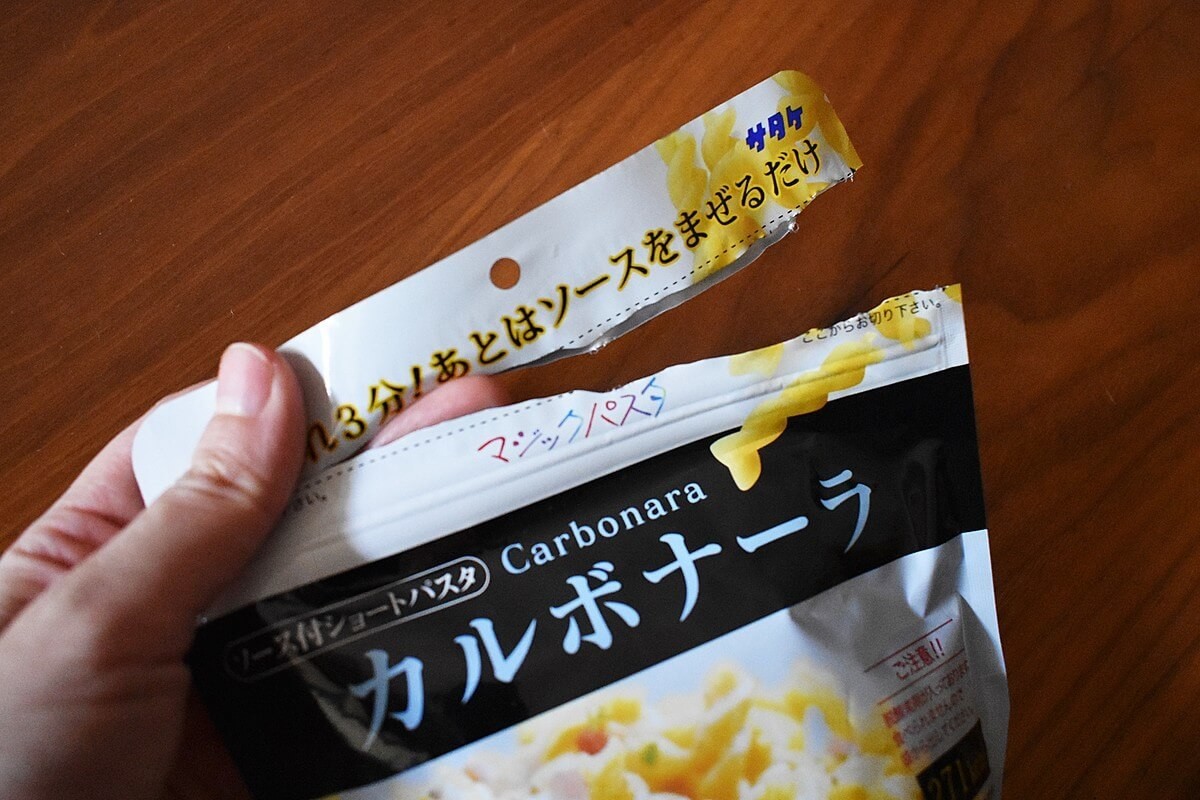 サタケ
3分!あとはソースをまぜるだけ
ここからお切り下さい。
マジックパスタ
Carbonara
ソース付ショートパスタ
カルボナーラ
ご注意!!